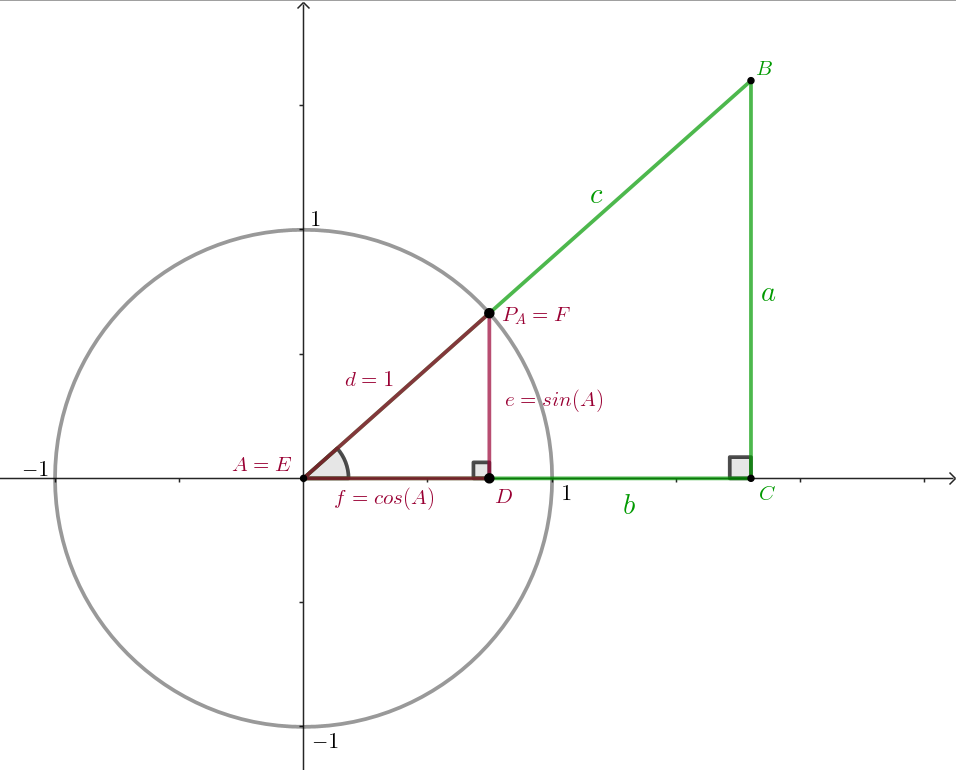 B
c
1
a
P_A = F
d = 1
e = sin(A)
A = E
−1
f = cos(A)
D
1
b
C
−1